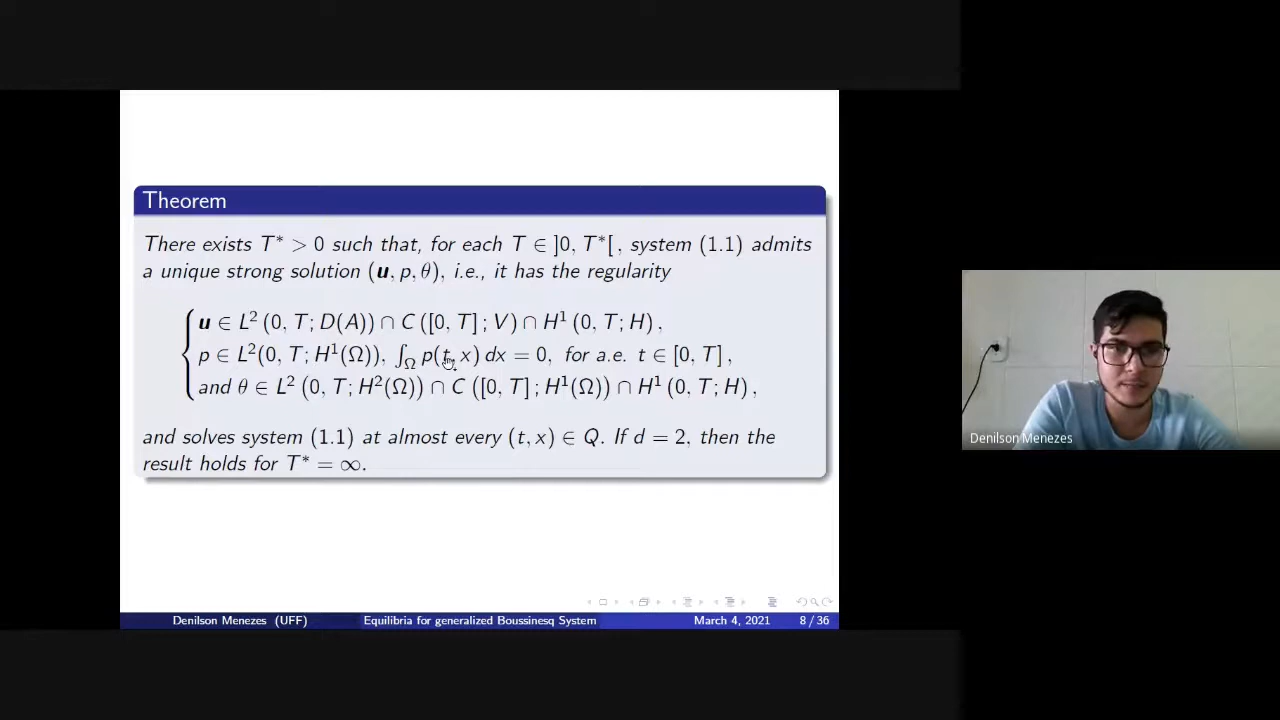 Theorem
There exists T* > 0 such that, for each T ∈ ]0, T*[, system (1.1) admits
a unique strong solution (u, p, θ), i.e., it has the regularity
u ∈ L² (0, T; D(A)) ∩ C ([0, T] ; V) ∩ H¹ (0, T; H) ,
p ∈ L²(0, T; H¹(Ω)), ∫_Ω p(t, x) dx = 0, for a.e. t ∈ [0, T] ,
and θ ∈ L² (0, T; H²(Ω)) ∩ C ([0, T] ; H¹(Ω)) ∩ H¹ (0, T; H) ,
and solves system (1.1) at almost every (t, x) ∈ Q. If d = 2, then the
result holds for T* = ∞.
Denilson Menezes
Denilson Menezes (UFF) Equilibria for generalized Boussinesq System March 4, 2021 8 / 36